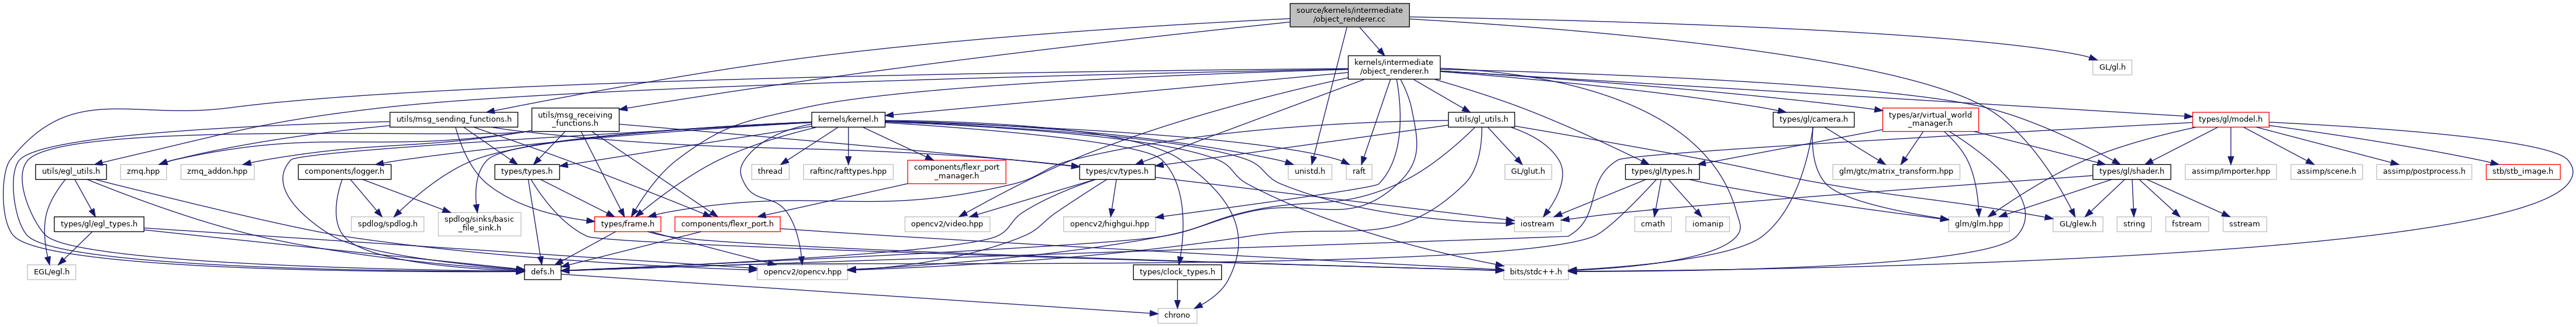 source/kernels/intermediate
/object_renderer.cc
kernels/intermediate
/object_renderer.h
GL/gl.h
utils/msg_sending_functions.h
utils/msg_receiving
_functions.h
kernels/kernel.h
utils/gl_utils.h
types/gl/camera.h
types/ar/virtual_world
_manager.h
types/gl/model.h
utils/egl_utils.h
zmq.hpp
zmq_addon.hpp
components/logger.h
types/types.h
thread
raftinc/rafttypes.hpp
components/flexr_port
_manager.h
types/cv/types.h
unistd.h
raft
GL/glut.h
types/gl/types.h
glm/gtc/matrix_transform.hpp
types/gl/shader.h
assimp/Importer.hpp
assimp/scene.h
assimp/postprocess.h
stb/stb_image.h
types/gl/egl_types.h
spdlog/spdlog.h
spdlog/sinks/basic
_file_sink.h
types/frame.h
components/flexr_port.h
opencv2/video.hpp
opencv2/highgui.hpp
iostream
cmath
iomanip
glm/glm.hpp
GL/glew.h
string
fstream
sstream
EGL/egl.h
defs.h
opencv2/opencv.hpp
types/clock_types.h
bits/stdc++.h
chrono